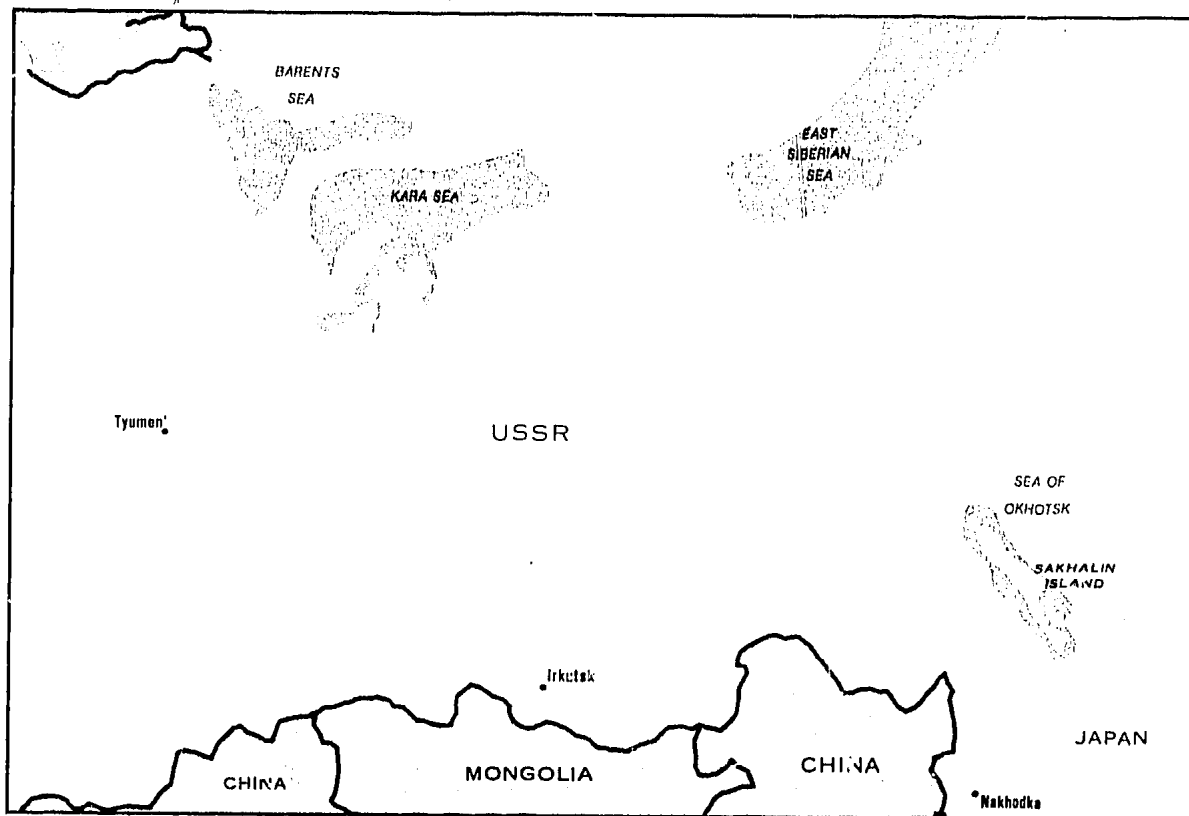 BARENTS
SEA
EAST
SIBERIAN
SEA
KARA SEA
Tyumen'
USSR
SEA OF
OKHOTSK
SAKHALIN
ISLAND
Irkutsk
JAPAN
CHINA
MONGOLIA
CHINA
Nakhodka